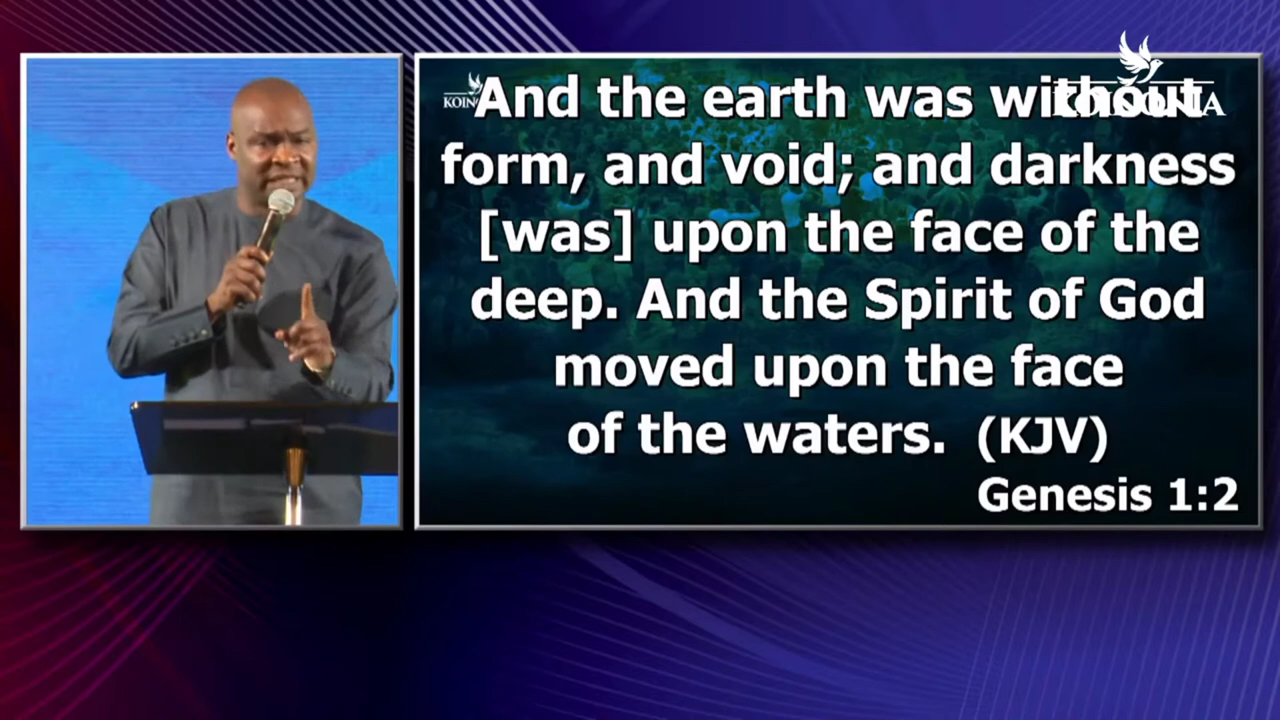 KOINONIA
And the earth was without
form, and void; and darkness
[was] upon the face of the
deep. And the Spirit of God
moved upon the face
of the waters. (KJV)
Genesis 1:2